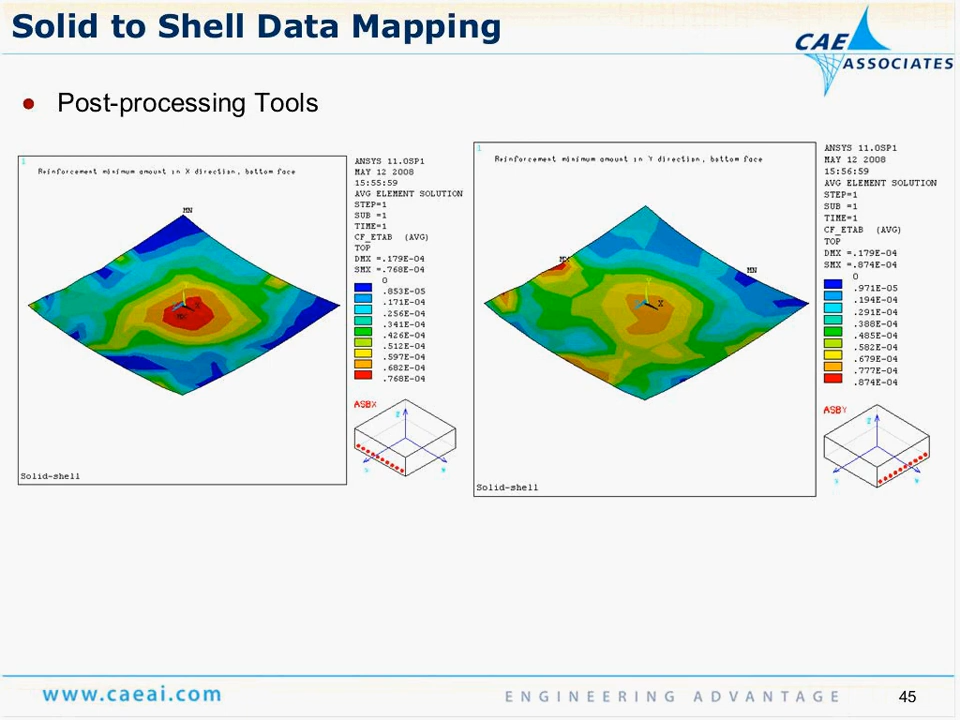 Solid to Shell Data Mapping
CAE
ASSOCIATES
● Post-processing Tools
1
Reinforcement minimum amount in X direction, bottom face
MN
Y
X
MX
Solid-shell
ANSYS 11.0SP1
MAY 12 2008
15:55:59
AVG ELEMENT SOLUTION
STEP=1
SUB =1
TIME=1
CF_ETAB (AVG)
TOP
DMX =.179E-04
SMX =.768E-04
0
.853E-05
.171E-04
.256E-04
.341E-04
.426E-04
.512E-04
.597E-04
.682E-04
.768E-04
ASBX
Z
1
Reinforcement minimum amount in Y direction, bottom face
MX
MN
Y
X
Solid-shell
ANSYS 11.0SP1
MAY 12 2008
15:56:59
AVG ELEMENT SOLUTION
STEP=1
SUB =1
TIME=1
CF_ETAB (AVG)
TOP
DMX =.179E-04
SMX =.874E-04
0
.971E-05
.194E-04
.291E-04
.388E-04
.485E-04
.582E-04
.679E-04
.777E-04
.874E-04
ASBY
Z
www.caeai.com
ENGINEERING ADVANTAGE
45